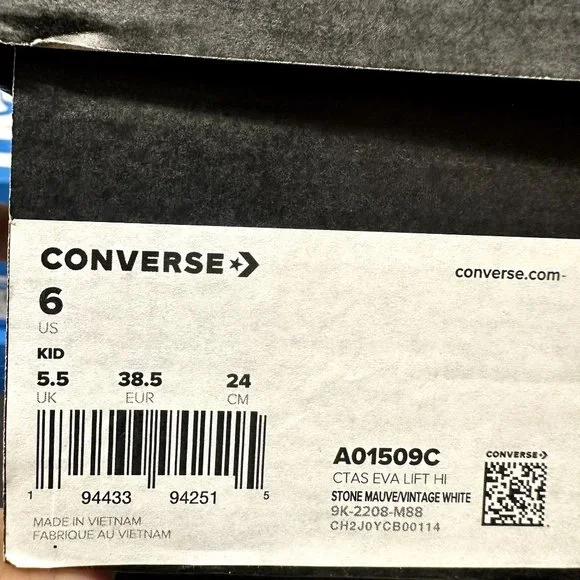 CONVERSE
converse.com-
6
US
KID
5.5 38.5 24
UK EUR CM
1 94433 94251 5
MADE IN VIETNAM
FABRIQUE AU VIETNAM
A01509C
CTAS EVA LIFT HI
STONE MAUVE/VINTAGE WHITE
9K-2208-M88
CH2J0YCB00114
CONVERSE